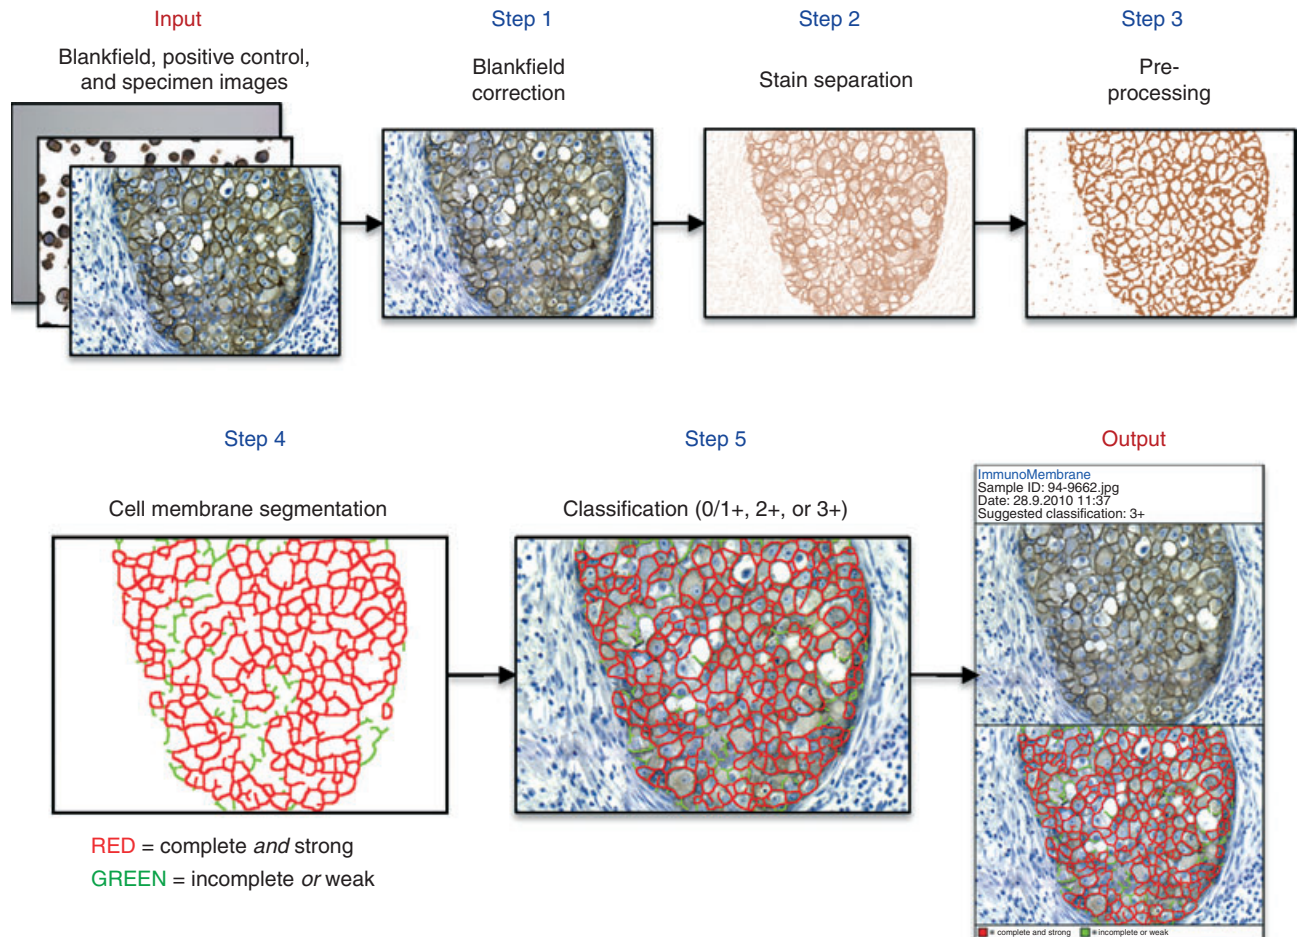 Input
Blankfield, positive control,
and specimen images
Step 1
Blankfield
correction
Step 2
Stain separation
Step 3
Pre-
processing
Step 4
Cell membrane segmentation
RED = complete and strong
GREEN = incomplete or weak
Step 5
Classification (0/1+, 2+, or 3+)
Output
ImmunoMembrane
Sample ID: 94-9662.jpg
Date: 28.9.2010 11:37
Suggested classification: 3+
= complete and strong
= incomplete or weak